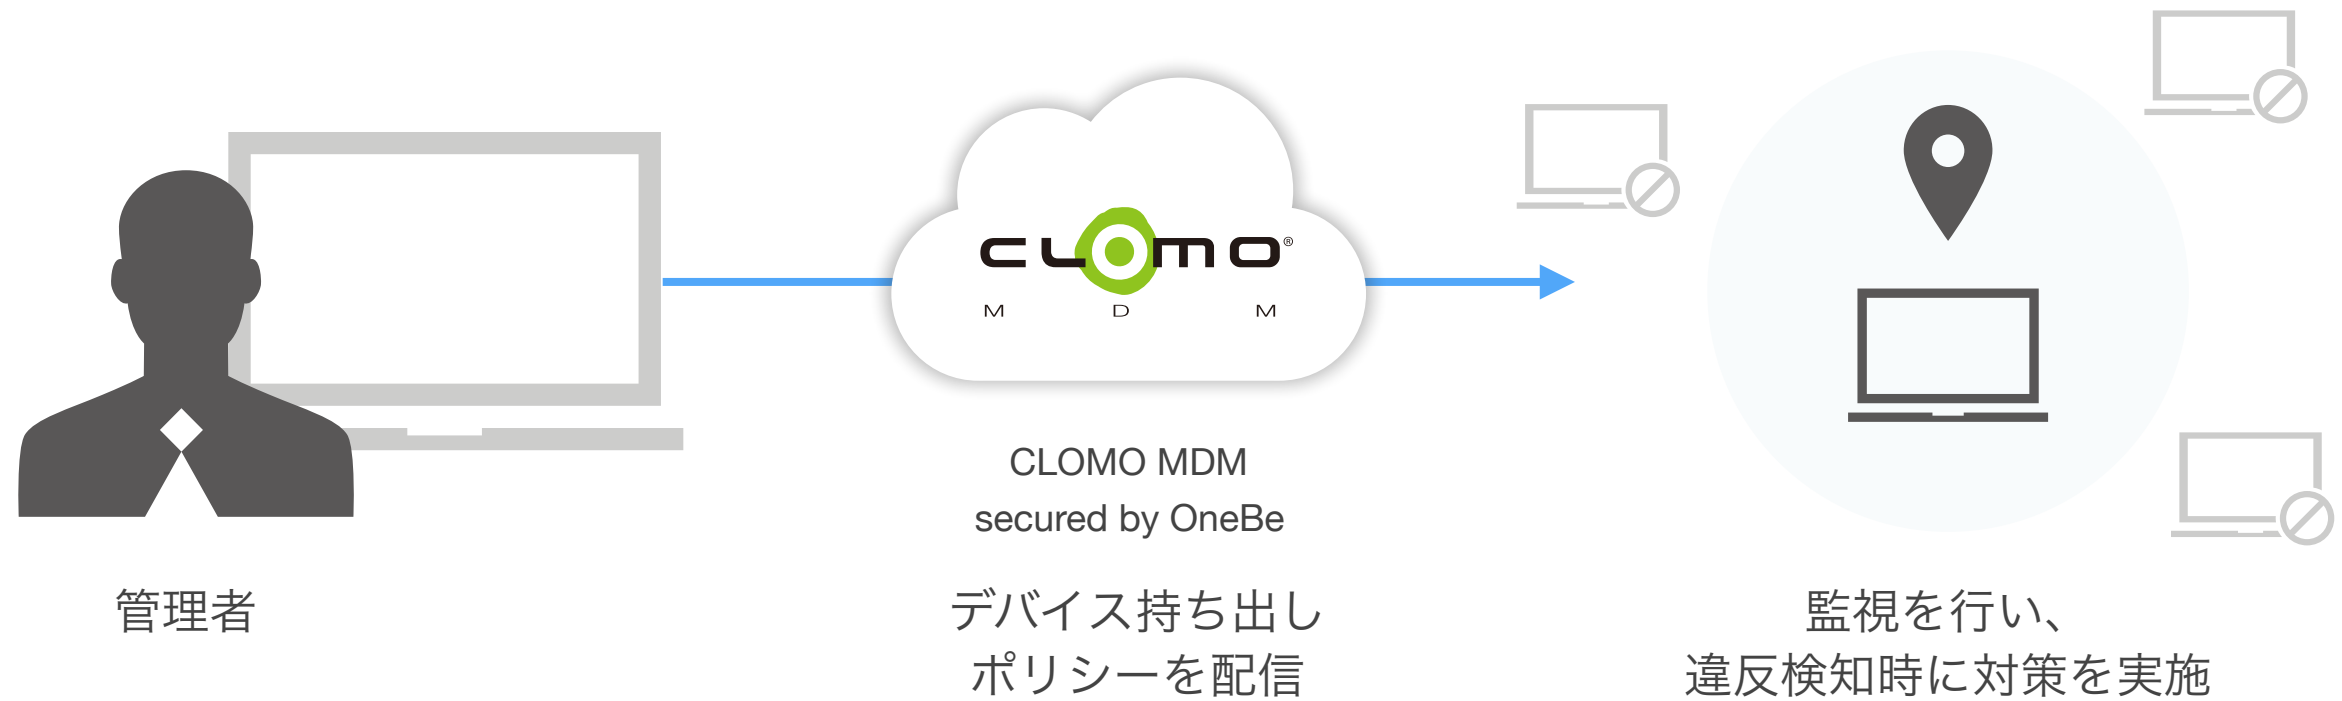 CLOMO®
MDM
CLOMO MDM
secured by OneBe
管理者
デバイス持ち出し
ポリシーを配信
監視を行い、
違反検知時に対策を実施